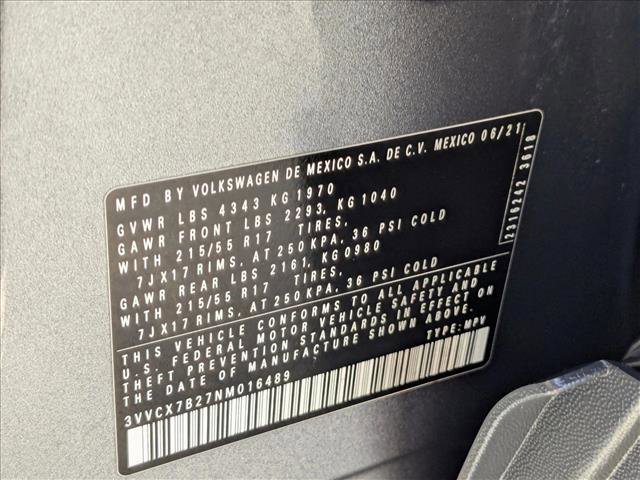 MFD BY VOLKSWAGEN DE MEXICO S.A. DE C.V. MEXICO 06/21
GVWR LBS 4343 KG 1970
GAWR FRONT LBS 2293, KG 1040
WITH 215/55 R17 TIRES,
7JX17 RIMS, AT 250 KPA, 36 PSI COLD
GAWR REAR LBS 2161, KG 0980
WITH 215/55 R17 TIRES,
7JX17 RIMS, AT 250 KPA, 36 PSI COLD
THIS VEHICLE CONFORMS TO ALL APPLICABLE
U.S. FEDERAL MOTOR VEHICLE SAFETY AND
THEFT PREVENTION STANDARDS IN EFFECT ON
THE DATE OF MANUFACTURE SHOWN ABOVE.
TYPE: MPV
3VVCX7B27NM016489
2316242 3618